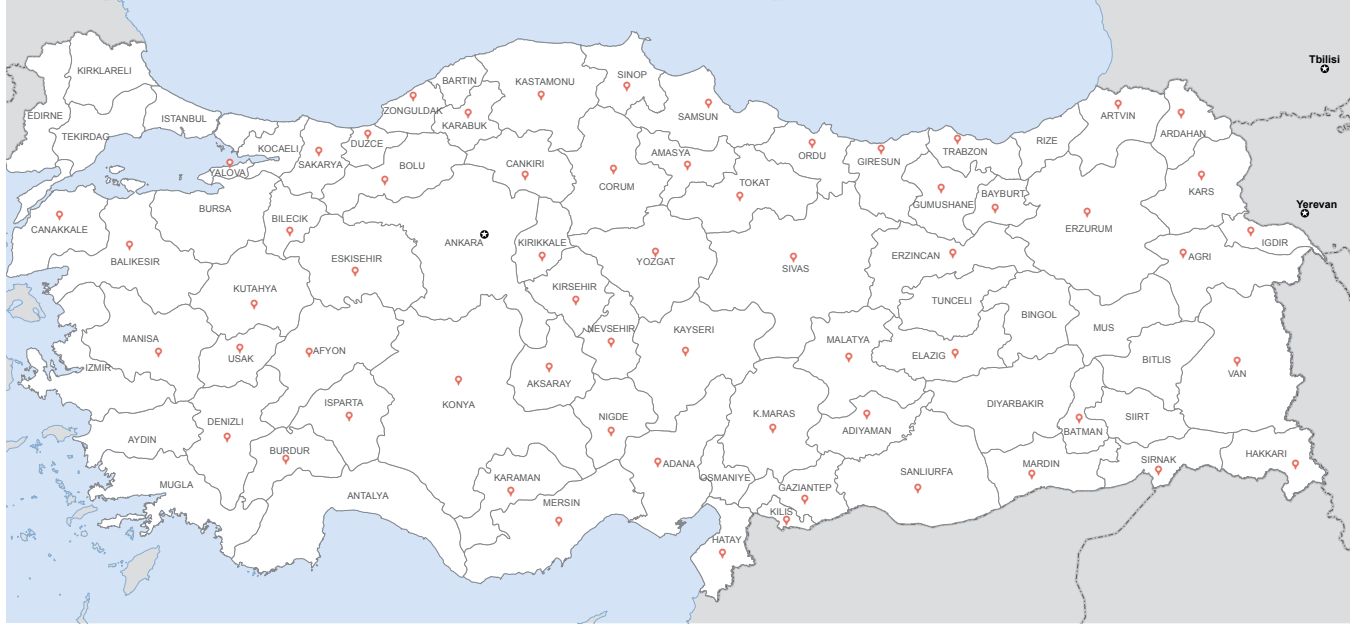 Tbilisi
KIRKLARELI
BARTIN
KASTAMONU
SINOP
ZONGULDAK
EDIRNE
ISTANBUL
SAMSUN
ARTVIN
KARABUK
TEKIRDAG
ARDAHAN
DUZCE
RIZE
KOCAELI
AMASYA
TRABZON
ORDU
SAKARYA
BOLU
CANKIRI
GIRESUN
YALOVA
CORUM
TOKAT
KARS
BAYBURT
GUMUSHANE
Yerevan
BURSA
BILECIK
CANAKKALE
ERZURUM
ANKARA
KIRIKKALE
IGDIR
ERZINCAN
AGRI
ESKISEHIR
BALIKESIR
YOZGAT
SIVAS
KUTAHYA
KIRSEHIR
TUNCELI
BINGOL
NEVSEHIR
KAYSERI
MUS
MANISA
MALATYA
AFYON
ELAZIG
USAK
BITLIS
IZMIR
VAN
AKSARAY
ISPARTA
KONYA
DIYARBAKIR
K.MARAS
SIIRT
NIGDE
DENIZLI
ADIYAMAN
BATMAN
AYDIN
BURDUR
HAKKARI
SIRNAK
ADANA
MARDIN
SANLIURFA
KARAMAN
OSMANIYE
MUGLA
GAZIANTEP
ANTALYA
MERSIN
KILIS
HATAY